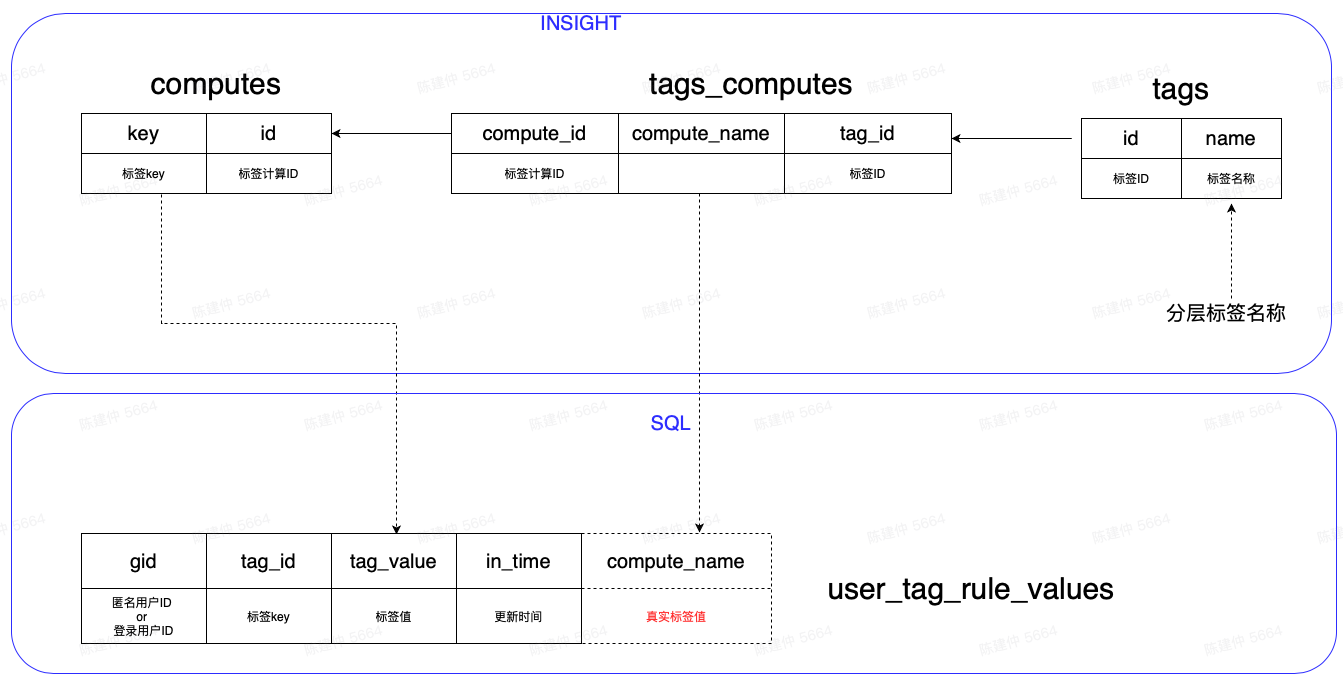 INSIGHT
computes
tags_computes
tags
key
id
compute_id
compute_name
tag_id
id
name
标签key
标签计算ID
标签计算ID
标签ID
标签ID
标签名称
分层标签名称
SQL
gid
tag_id
tag_value
in_time
compute_name
user_tag_rule_values
匿名用户ID
or
登录用户ID
标签key
标签值
更新时间
真实标签值
陈建仲 5664